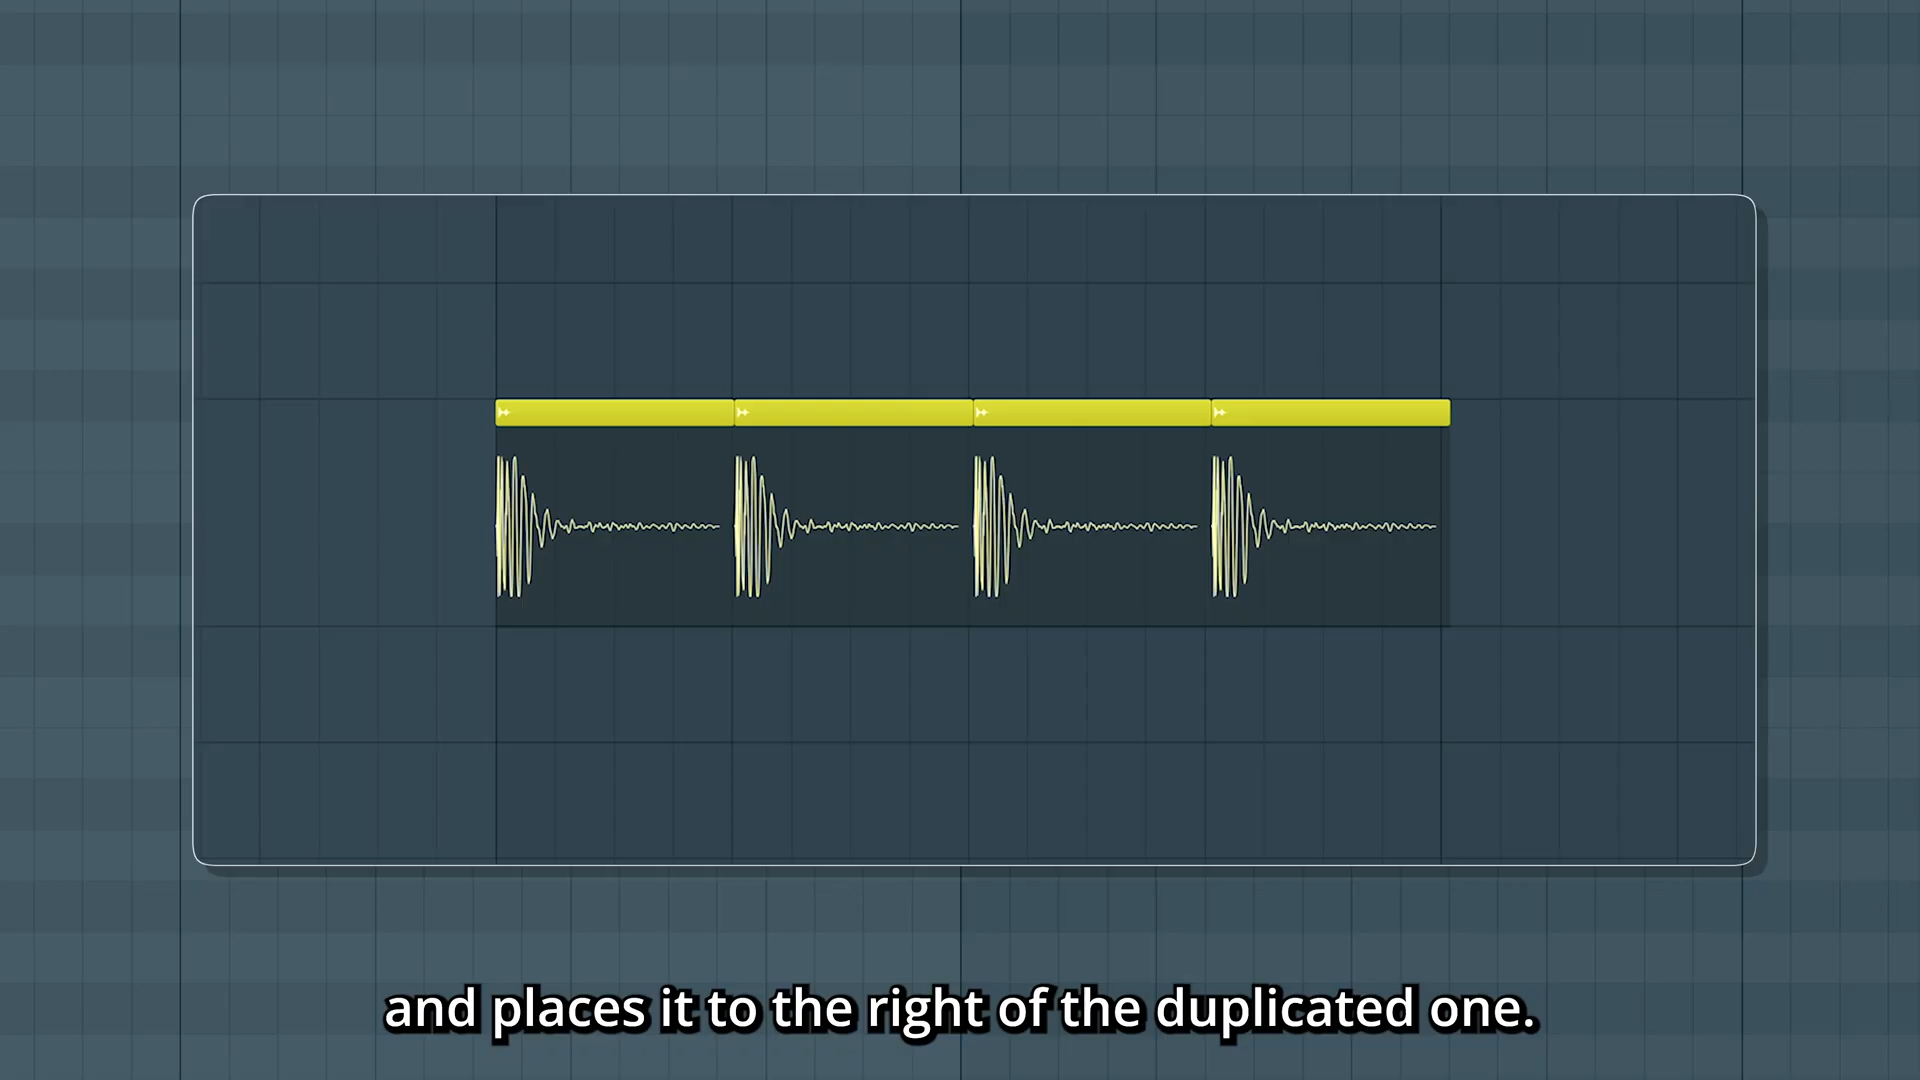 and places it to the right of the duplicated one.